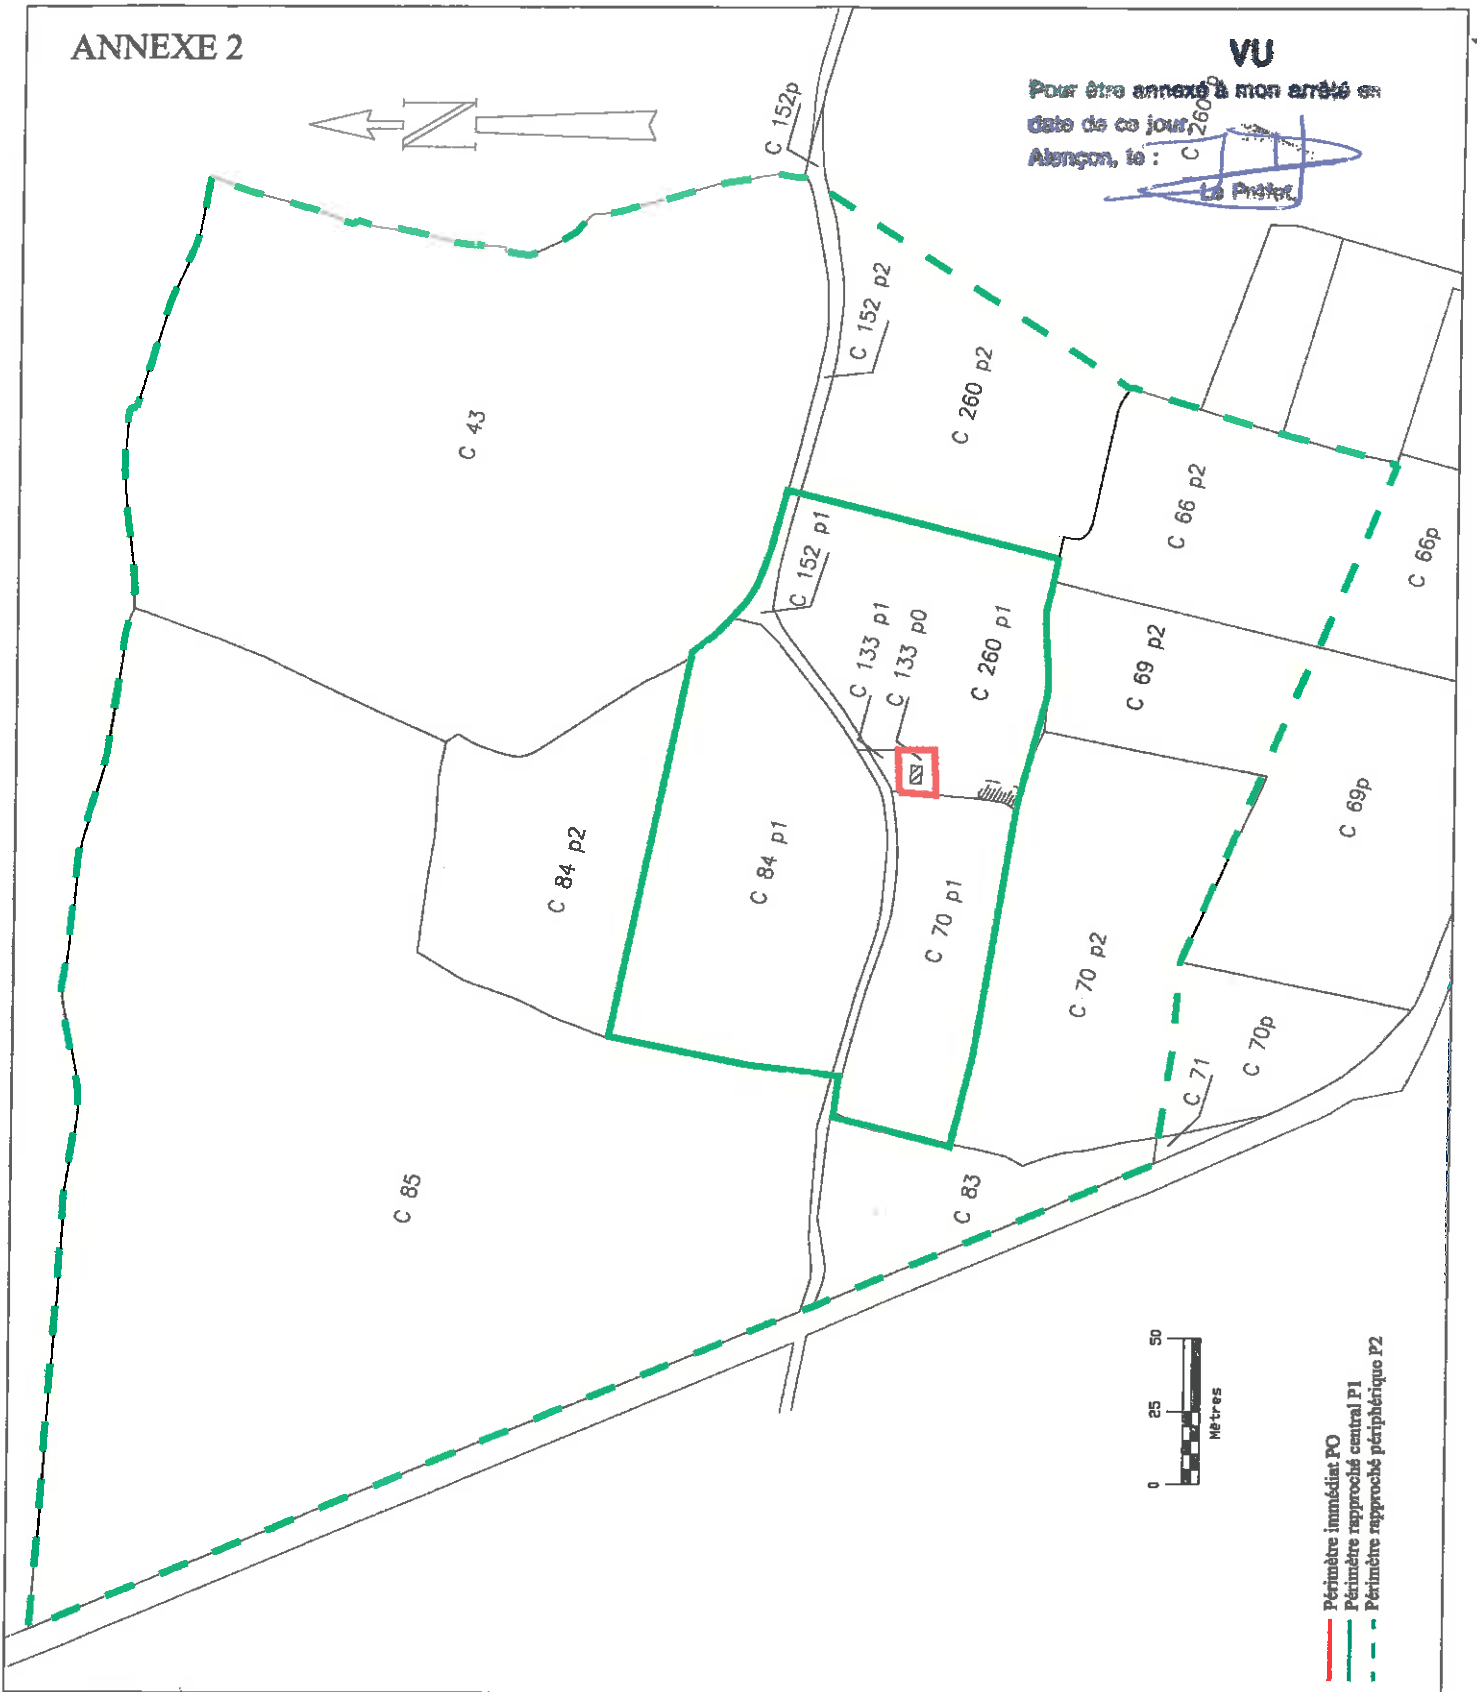 ANNEXE 2
VU
Pour être annexé à mon arrêté en
date de ce jour,
Alençon, le :
Le Préfet,
C 260 p
N
C 152p
C 152 p2
C 260 p2
C 43
C 152 p1
C 133 p1
C 133 p0
C 260 p1
C 66 p2
C 66p
C 69 p2
C 69p
C 84 p2
C 84 p1
C 70 p1
C 70 p2
C 70p
C 71
C 85
C 83
0 25 50
Mètres
Périmètre immédiat PO
Périmètre rapproché central P1
Périmètre rapproché périphérique P2